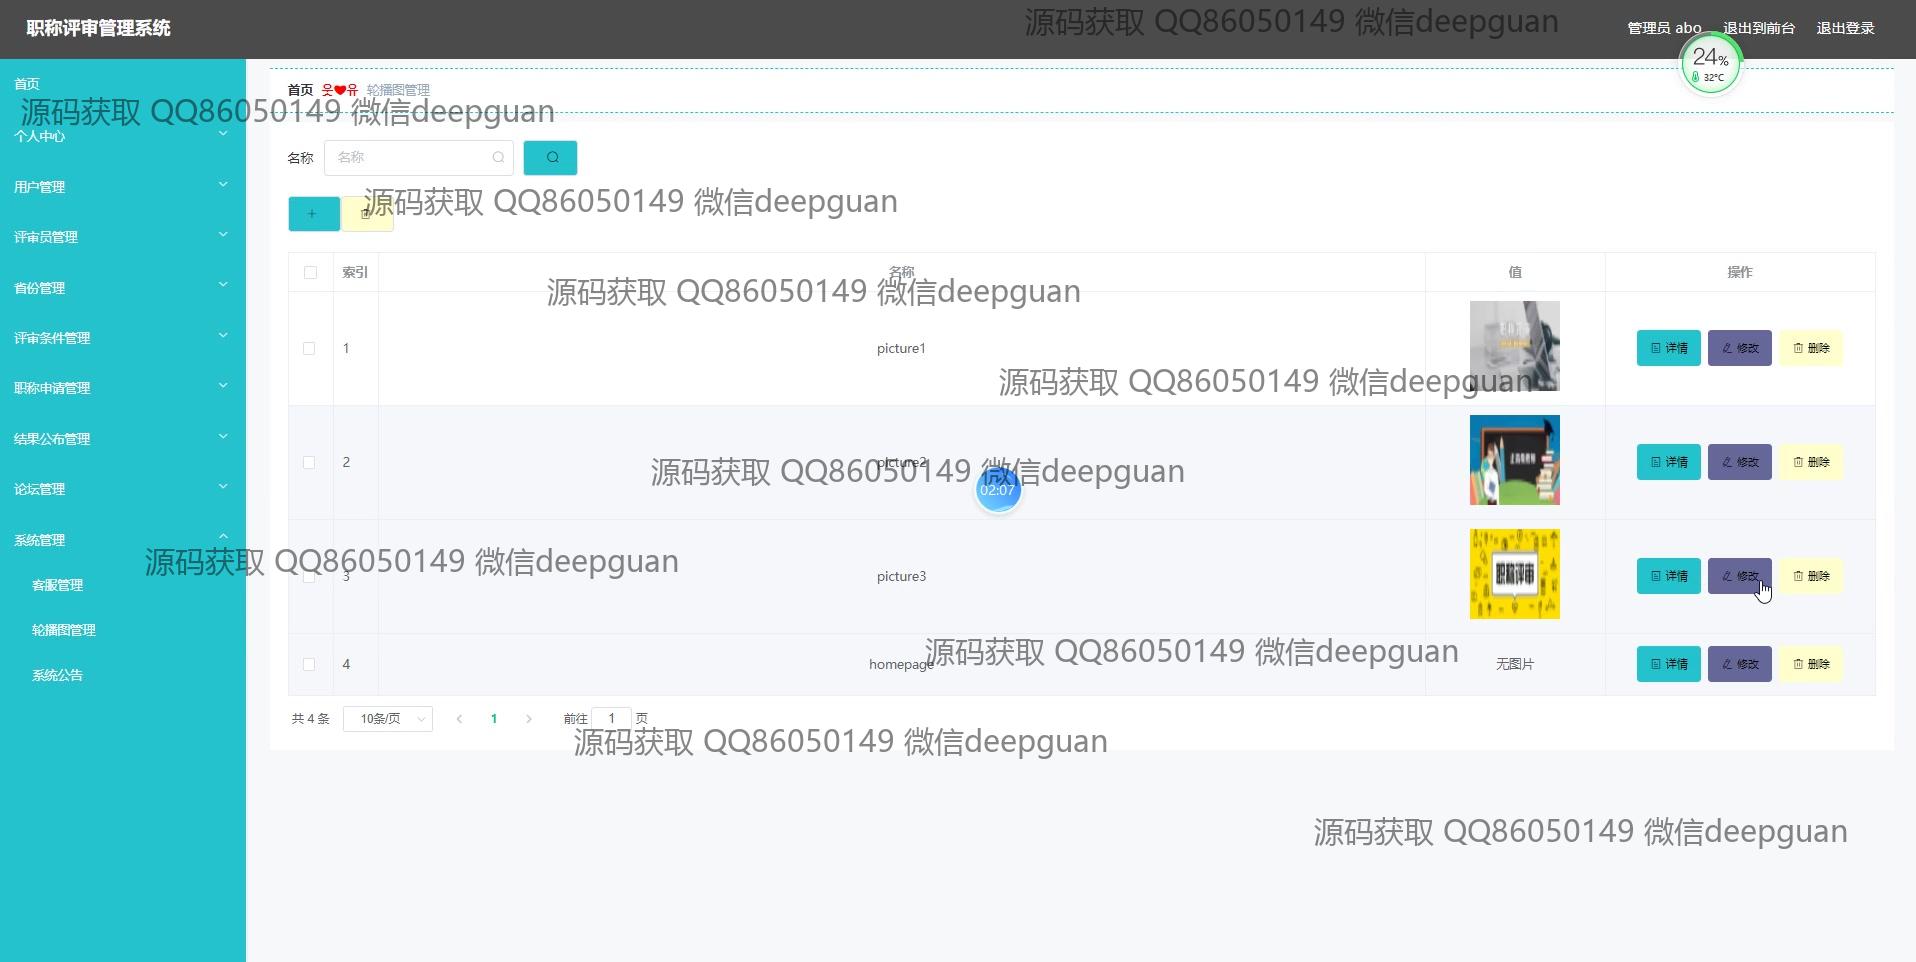 职称评审管理系统
源码获取 QQ86050149 微信deepguan
管理员 abo 退出到前台 退出登录
24%
32°C
首页
首页 웃❤유 轮播图管理
源码获取 QQ86050149 微信deepguan
个人中心
名称 名称
用户管理
源码获取 QQ86050149 微信deepguan
+
评审员管理
索引 名称 值 操作
省份管理
源码获取 QQ86050149 微信deepguan
评审条件管理
1 picture1 职称评审 详情 修改 删除
职称申请管理
源码获取 QQ86050149 微信deepguan
结果公布管理
2 picture2 详情 修改 删除
源码获取 QQ86050149 微信deepguan
02:07
论坛管理
系统管理
源码获取 QQ86050149 微信deepguan
3 picture3 职称评审 详情 修改 删除
客服管理
轮播图管理
源码获取 QQ86050149 微信deepguan
4 homepage 无图片 详情 修改 删除
系统公告
共 4 条 10条/页 1 前往 1 页
源码获取 QQ86050149 微信deepguan
源码获取 QQ86050149 微信deepguan